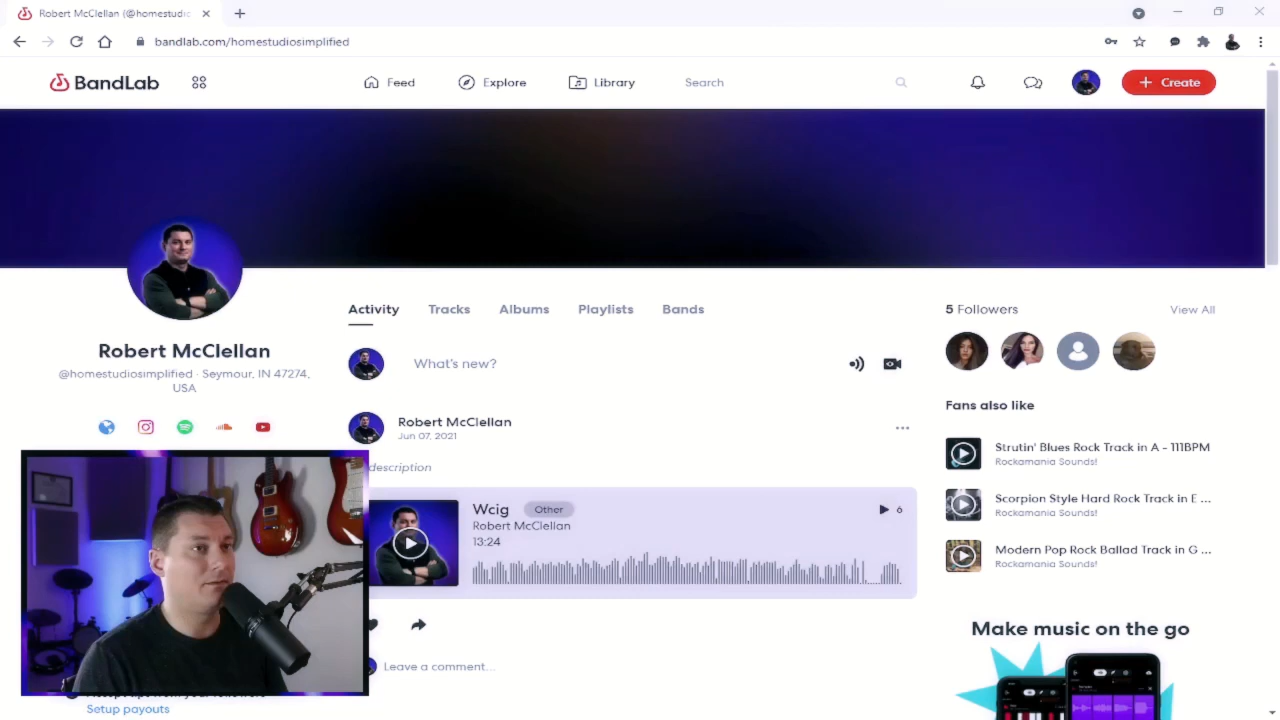 Robert McClellan (@homestudio
bandlab.com/homestudiosimplified
BandLab
Feed
Explore
Library
Search
Create
Robert McClellan
@homestudiosimplified · Seymour, IN 47274,
USA
Activity
Tracks
Albums
Playlists
Bands
What's new?
Robert McClellan
Jun 07, 2021
description
Wcig
Other
Robert McClellan
13:24
6
Leave a comment...
Setup payouts
5 Followers
View All
Fans also like
Strutin' Blues Rock Track in A - 111BPM
Rockamania Sounds!
Scorpion Style Hard Rock Track in E ...
Rockamania Sounds!
Modern Pop Rock Ballad Track in G ...
Rockamania Sounds!
Make music on the go